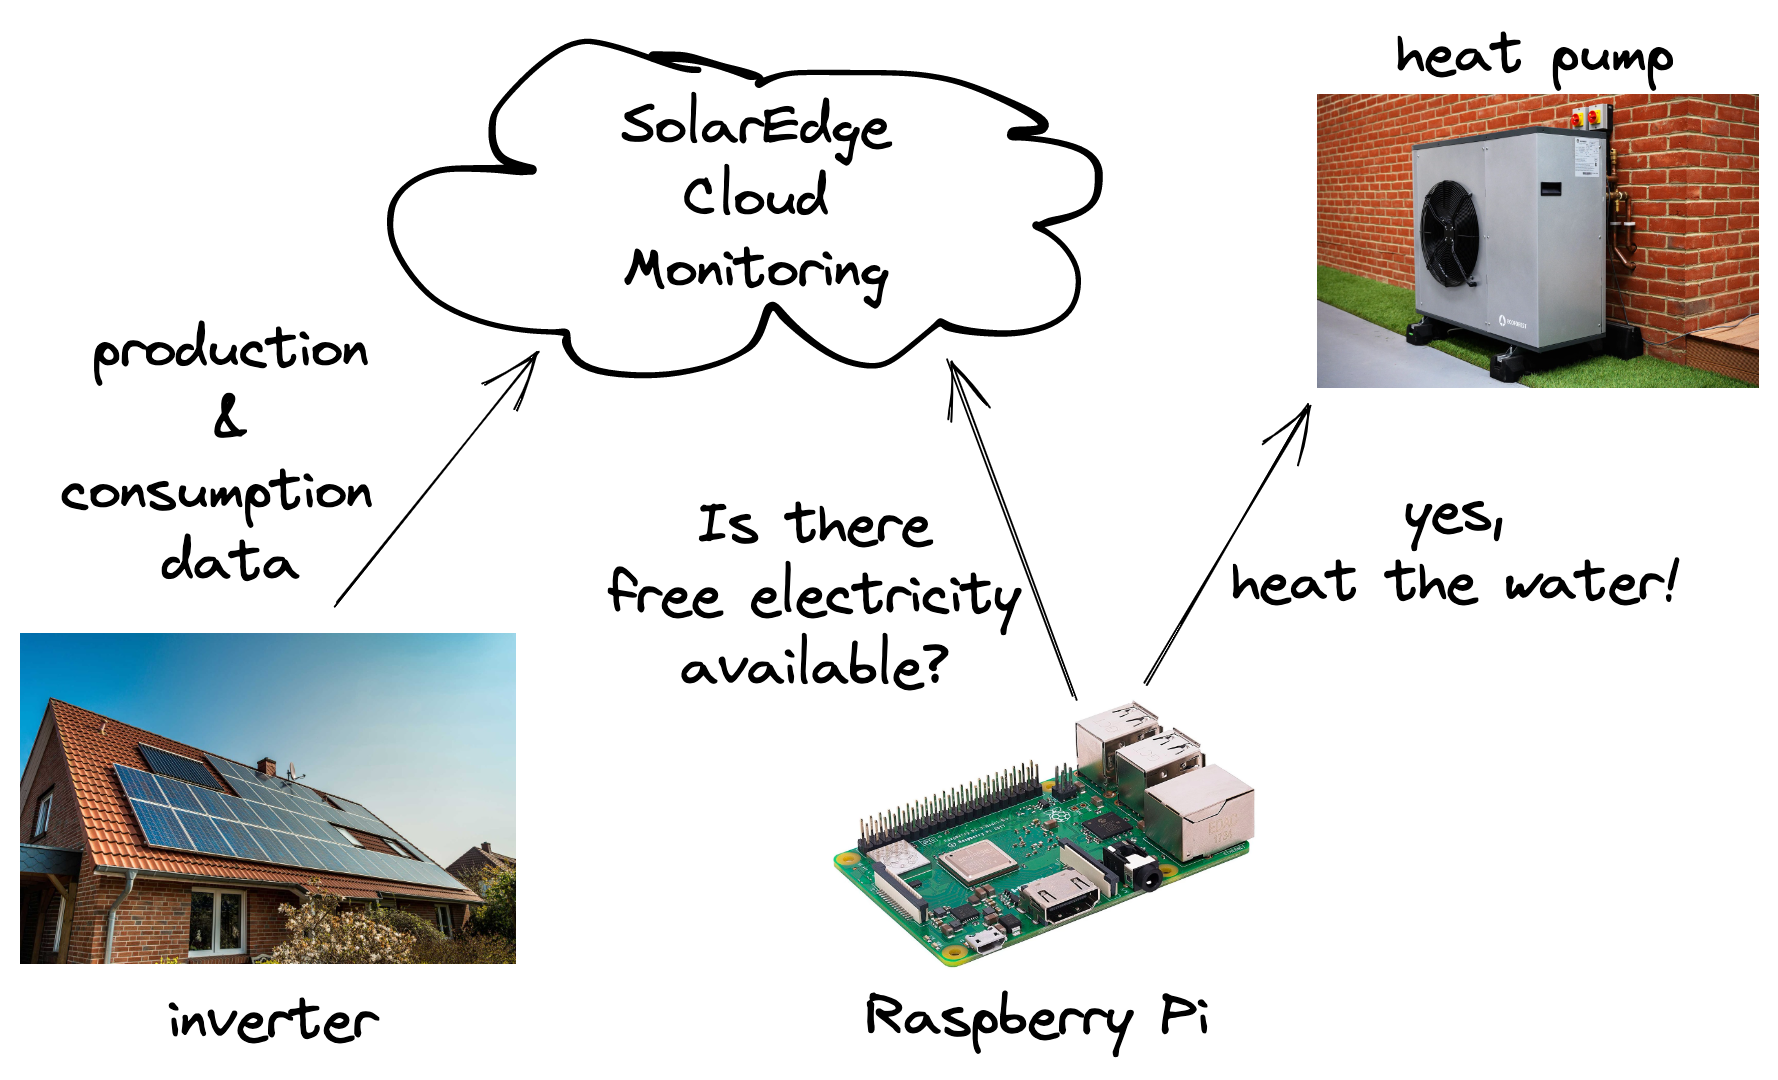 SolarEdge
Cloud
Monitoring
heat pump
production
&
consumption
data
Is there
free electricity
available?
yes,
heat the water!
inverter
Raspberry Pi